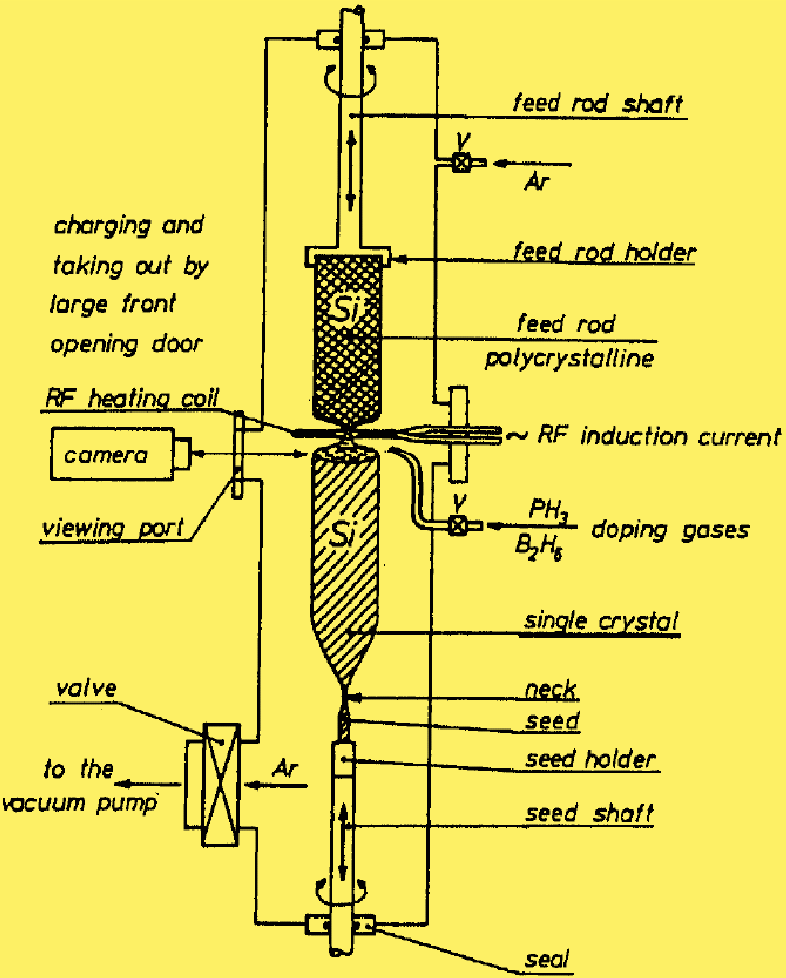 feed rod shaft
V
Ar
charging and
taking out by
large front
opening door
feed rod holder
Si
feed rod
polycrystalline
RF heating coil
~ RF induction current
camera
viewing port
V
PH₃
B₂H₆
doping gases
Si
single crystal
neck
seed
valve
seed holder
to the
vacuum pump
Ar
seed shaft
seal